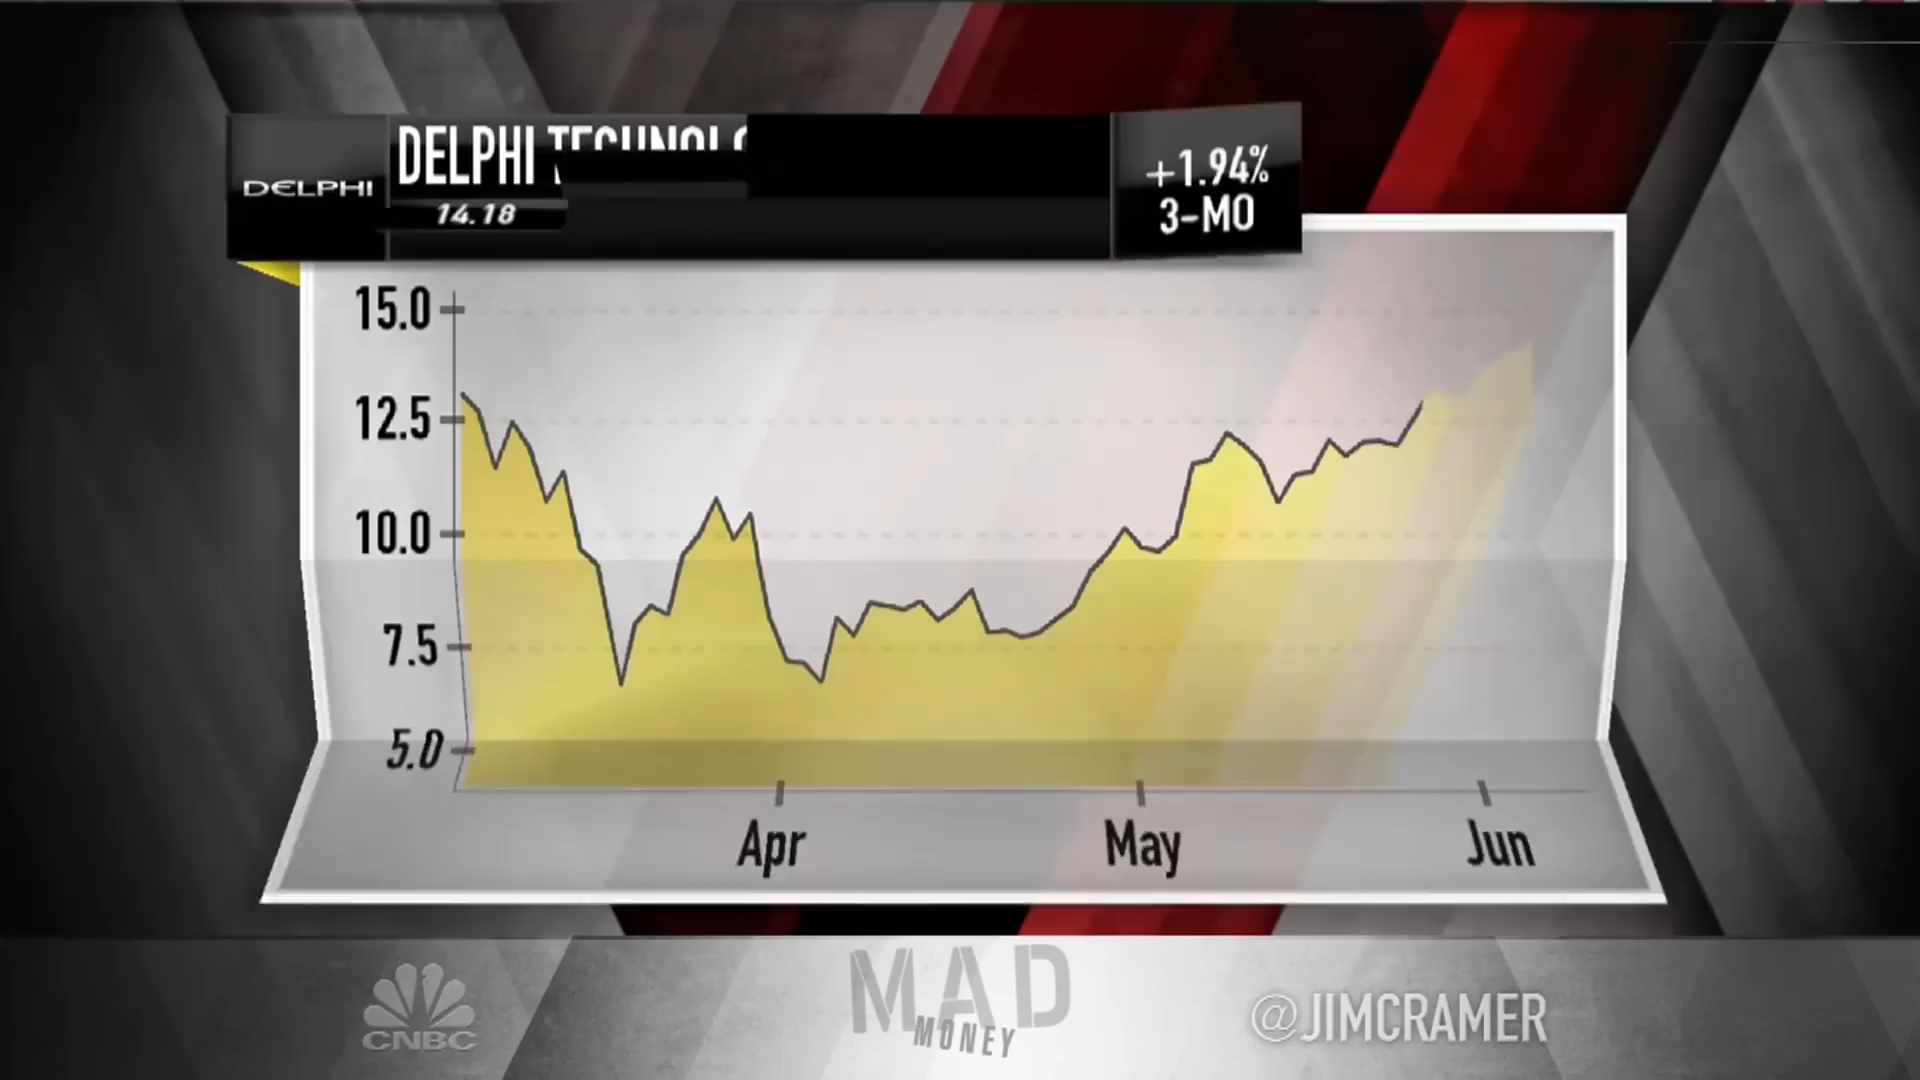 DELPHI
DELPHI
14.18
+1.94%
3-MO
15.0
12.5
10.0
7.5
5.0
Apr May Jun
CNBC
MAD
MONEY
@JIMCRAMER